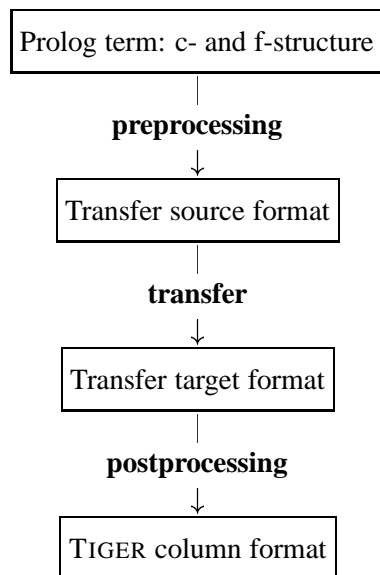 Prolog term: c- and f-structure
preprocessing
Transfer source format
transfer
Transfer target format
postprocessing
TIGER column format